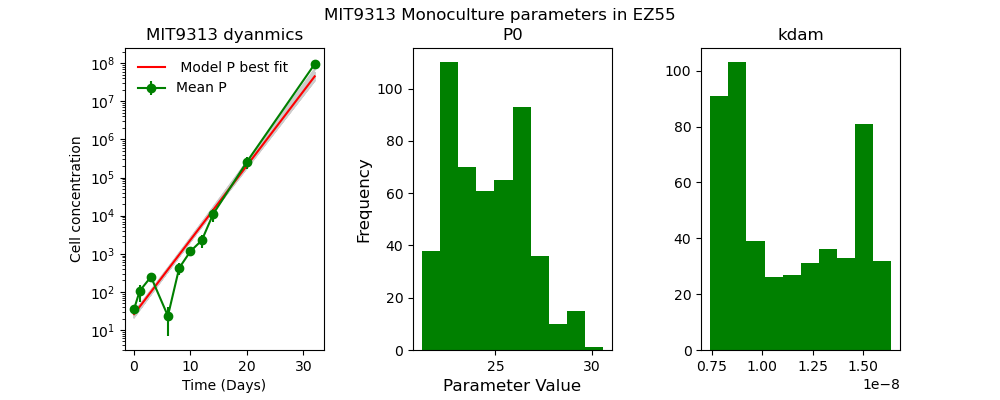 MIT9313 Monoculture parameters in EZ55
MIT9313 dyanmics
P0
kdam
Model P best fit
Mean P
Cell concentration
10^8
10^7
10^6
10^5
10^4
10^3
10^2
10^1
0
10
20
30
Time (Days)
Frequency
100
80
60
40
20
0
25
30
Parameter Value
100
80
60
40
20
0
0.75
1.00
1.25
1.50
1e−8